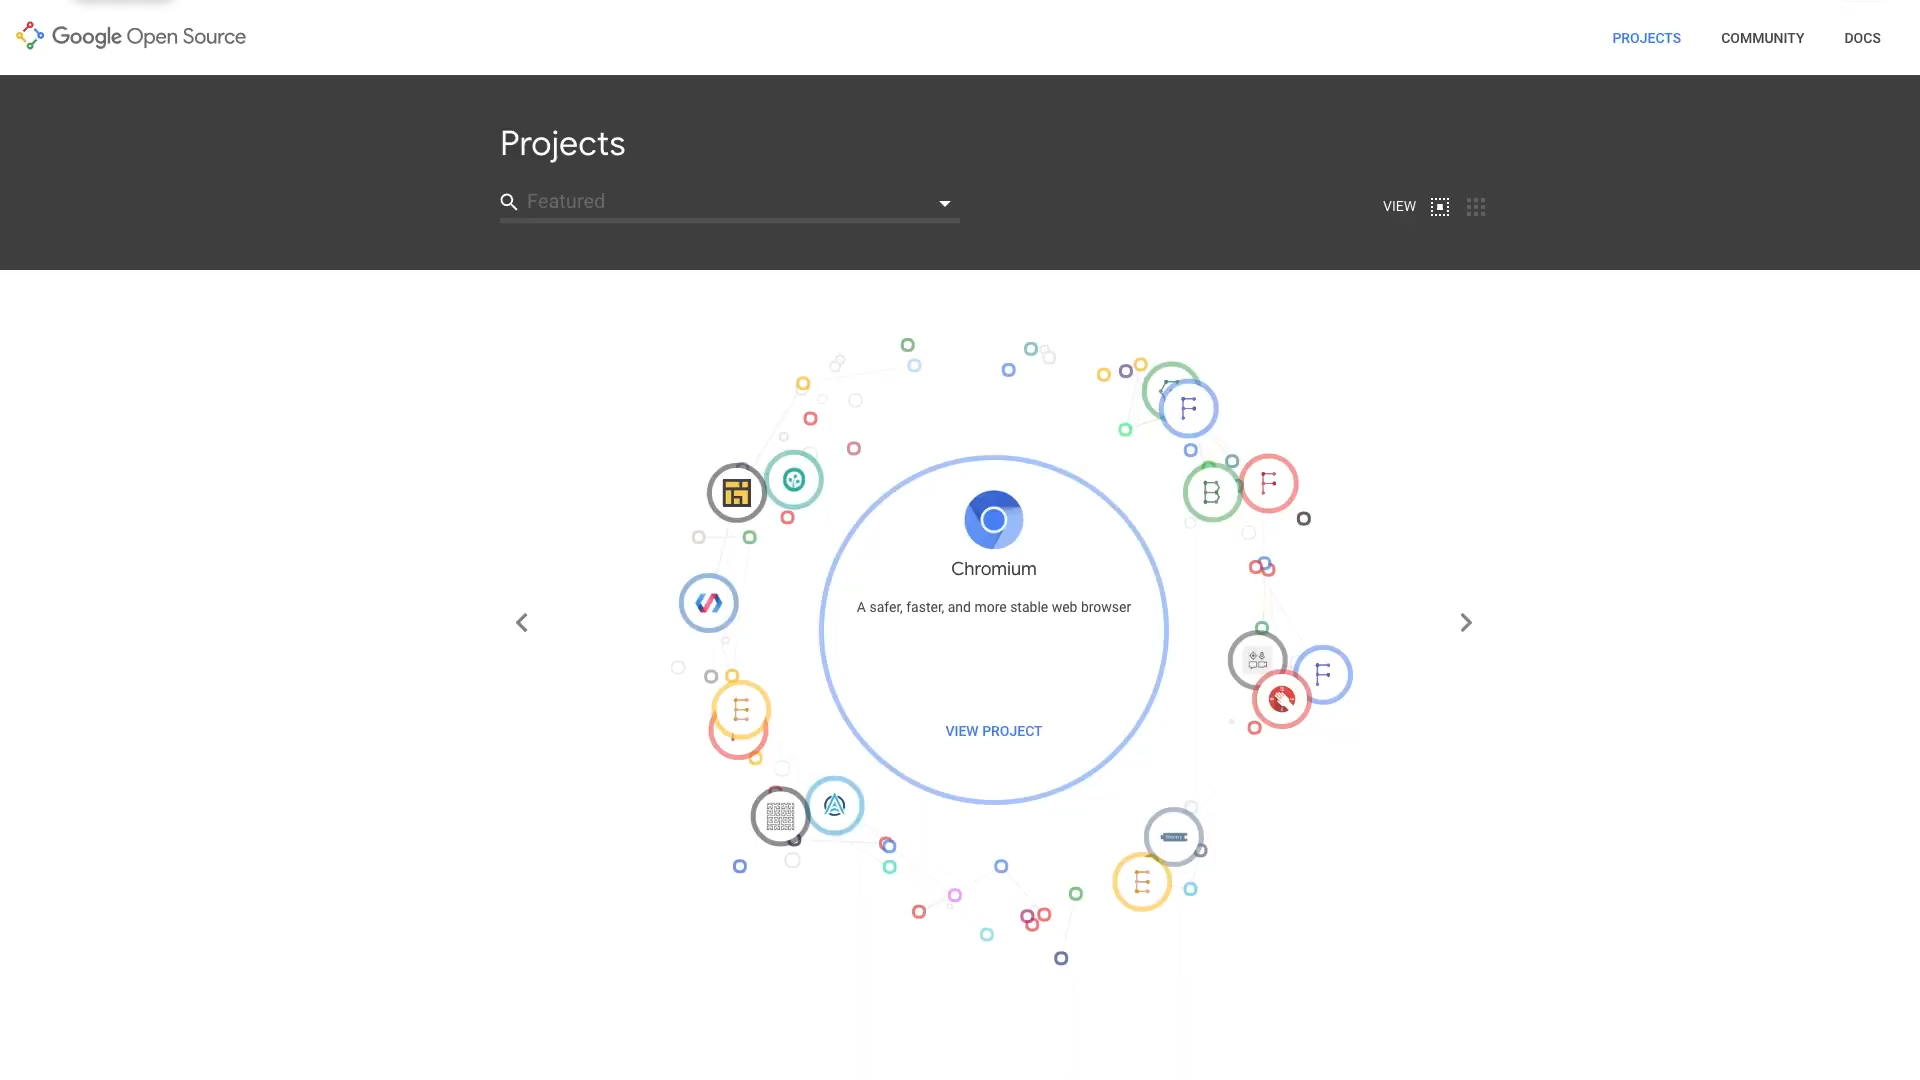 Google Open Source
PROJECTS
COMMUNITY
DOCS
Projects
Featured
VIEW
F
B
F
Chromium
A safer, faster, and more stable web browser
F
E
VIEW PROJECT
E